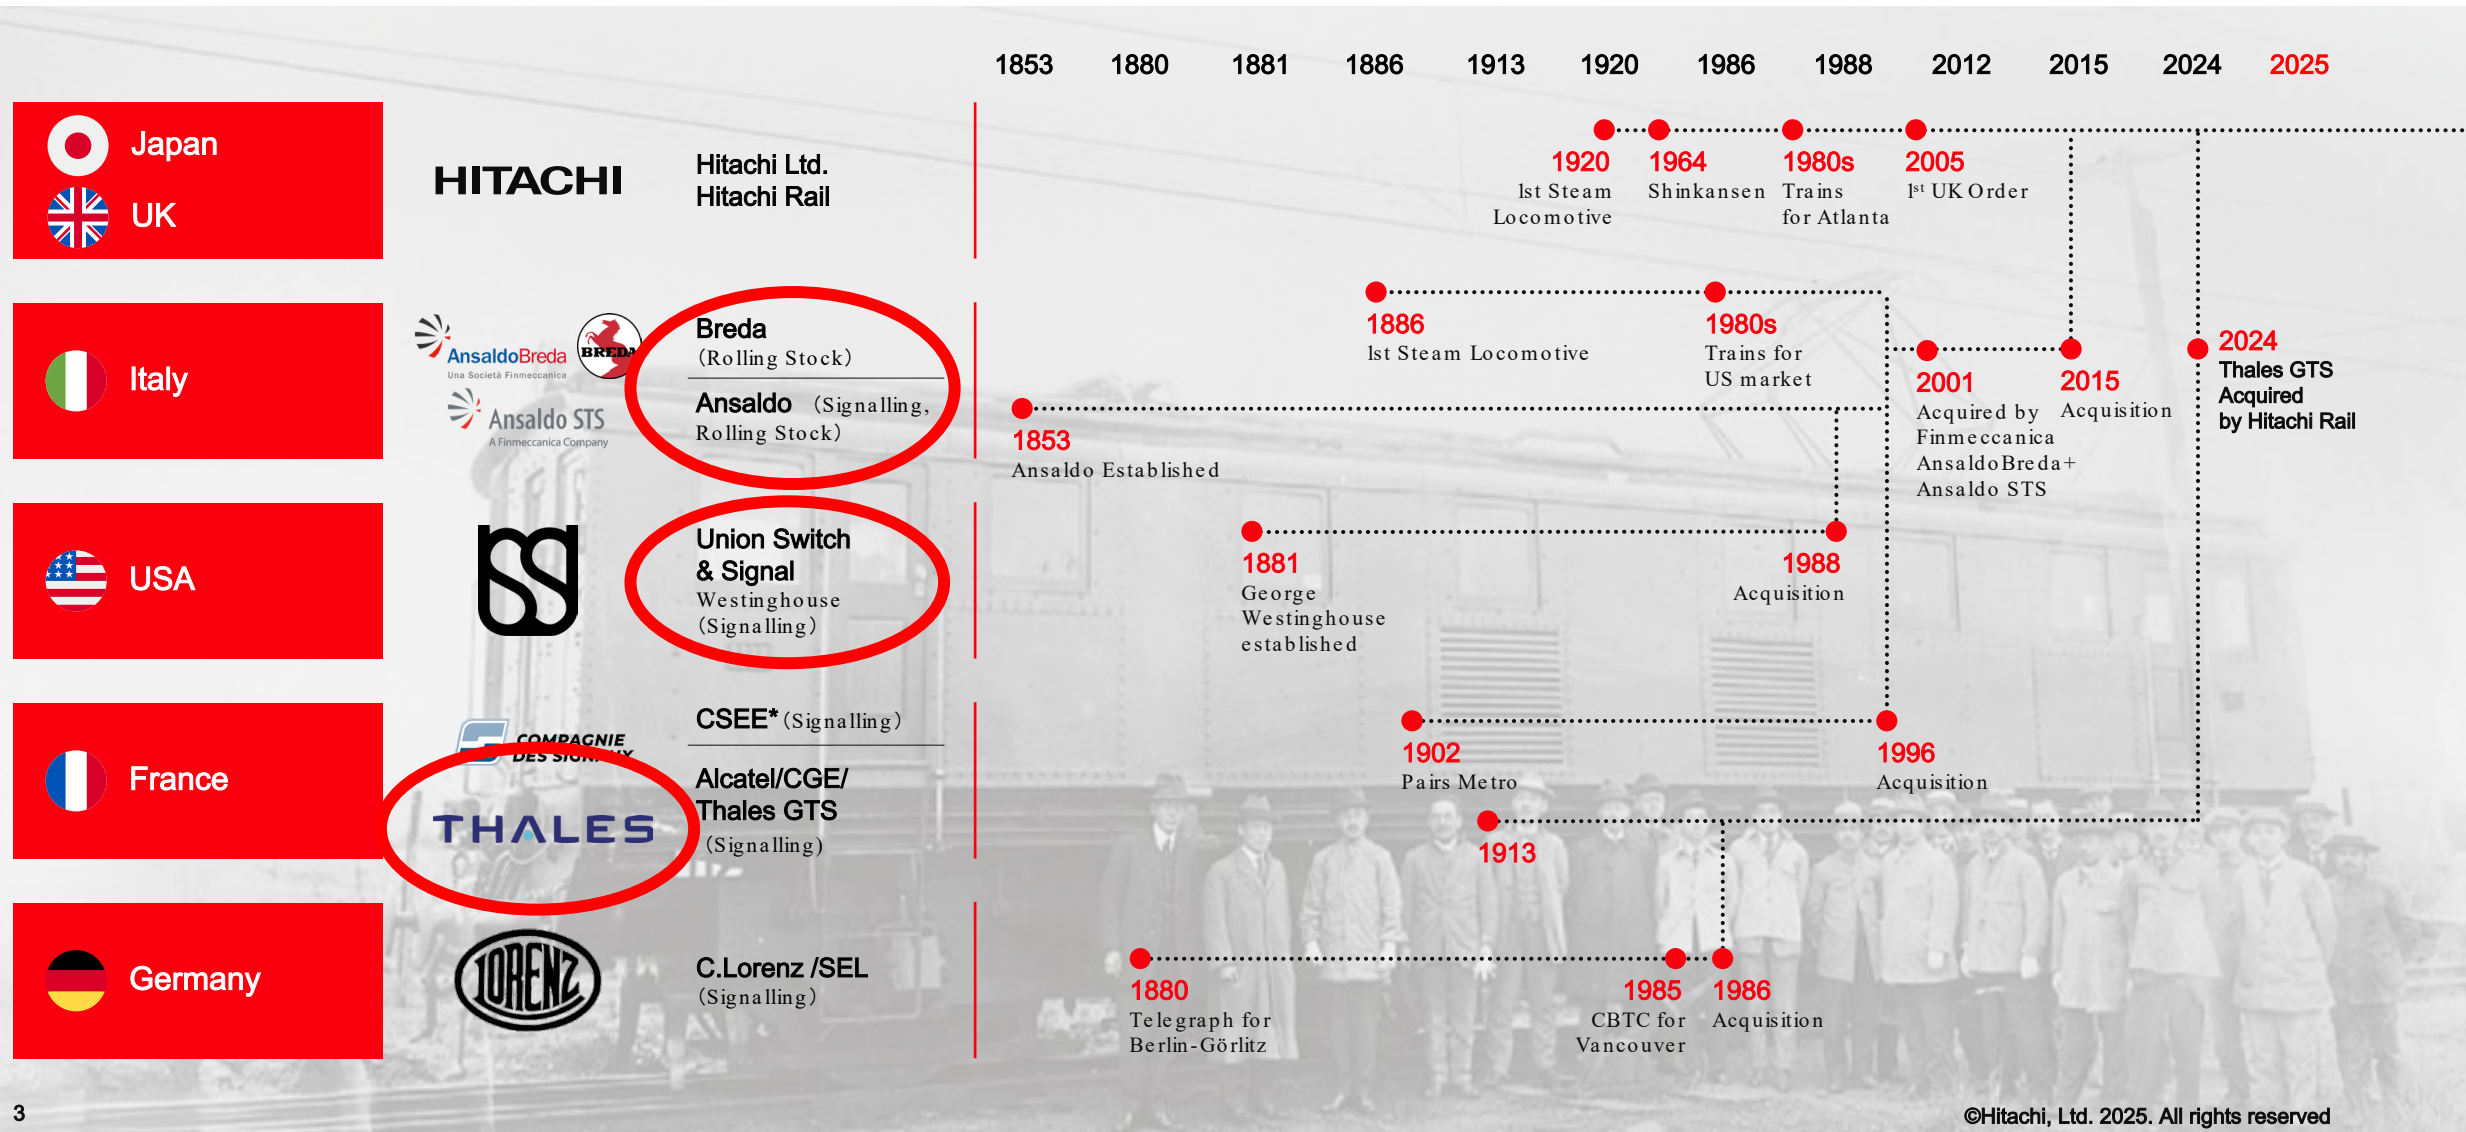 1853 1880 1881 1886 1913 1920 1986 1988 2012 2015 2024 2025
Japan
UK
HITACHI
Hitachi Ltd.
Hitachi Rail
1920
1st Steam
Locomotive
1964
Shinkansen
1980s
Trains
for Atlanta
2005
1st UK Order
Italy
AnsaldoBreda
Una Società Finmeccanica
BREDA
Ansaldo STS
A Finmeccanica Company
Breda
(Rolling Stock)
Ansaldo (Signalling,
Rolling Stock)
1886
1st Steam Locomotive
1980s
Trains for
US market
1853
Ansaldo Established
2001
Acquired by
Finmeccanica
AnsaldoBreda+
Ansaldo STS
2015
Acquisition
2024
Thales GTS
Acquired
by Hitachi Rail
USA
Union Switch
& Signal
Westinghouse
(Signalling)
1881
George
Westinghouse
established
1988
Acquisition
France
COMPAGNIE
DES SIGNAUX
THALES
CSEE* (Signalling)
Alcatel/CGE/
Thales GTS
(Signalling)
1902
Pairs Metro
1996
Acquisition
1913
Germany
LORENZ
C.Lorenz /SEL
(Signalling)
1880
Telegraph for
Berlin-Görlitz
1985
CBTC for
Vancouver
1986
Acquisition
3
©Hitachi, Ltd. 2025. All rights reserved